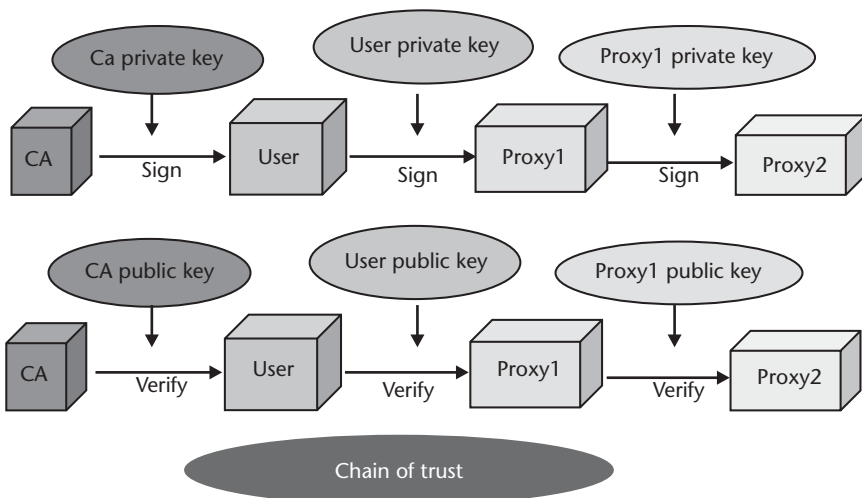 Ca private key
User private key
Proxy1 private key
CA
Sign
User
Sign
Proxy1
Sign
Proxy2
CA public key
User public key
Proxy1 public key
CA
Verify
User
Verify
Proxy1
Verify
Proxy2
Chain of trust